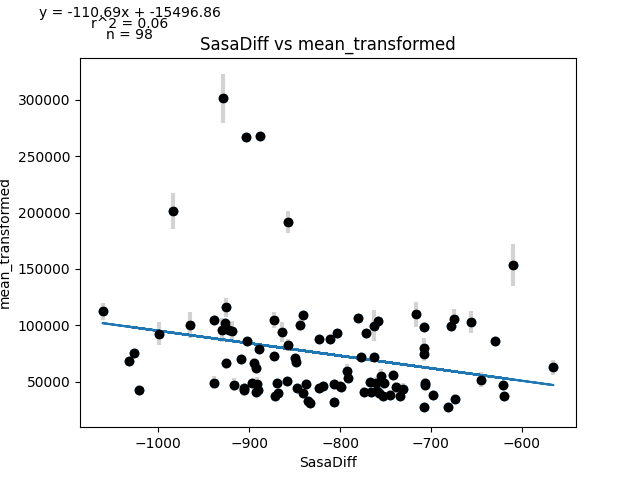 y = -110.69x + -15496.86
r^2 = 0.06
n = 98
SasaDiff vs mean_transformed
300000
250000
200000
150000
100000
50000
mean_transformed
−1000
−900
−800
−700
−600
SasaDiff